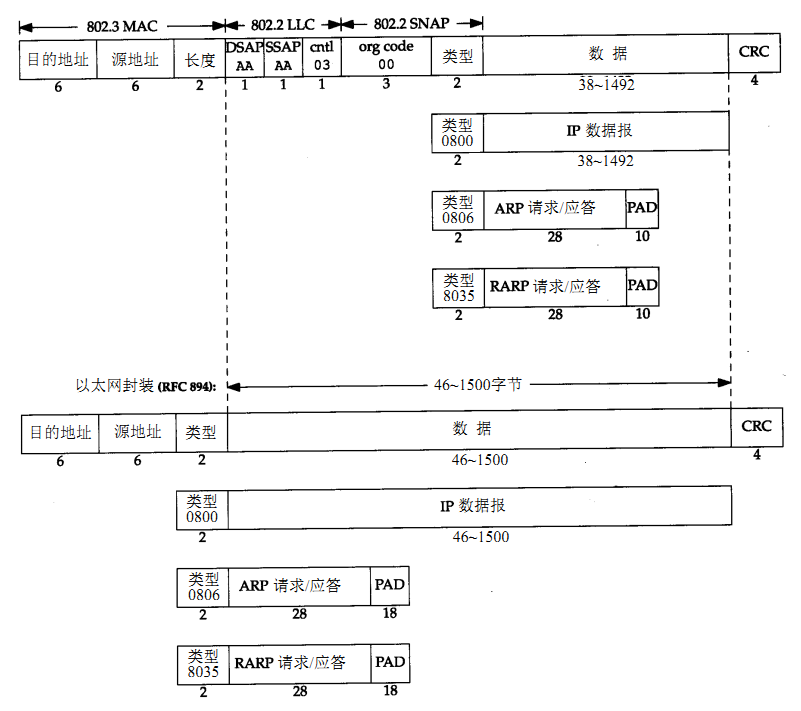 802.3 MAC 802.2 LLC 802.2 SNAP
目的地址 源地址 长度 DSAP AA SSAP AA cntl 03 org code 00 类型 数 据 CRC
6 6 2 1 1 1 3 2 38~1492 4
类型 0800 IP 数据报
2 38~1492
类型 0806 ARP 请求/应答 PAD
2 28 10
类型 8035 RARP 请求/应答 PAD
2 28 10
以太网封装 (RFC 894): 46~1500字节
目的地址 源地址 类型 数 据 CRC
6 6 2 46~1500 4
类型 0800 IP 数据报
2 46~1500
类型 0806 ARP 请求/应答 PAD
2 28 18
类型 8035 RARP 请求/应答 PAD
2 28 18